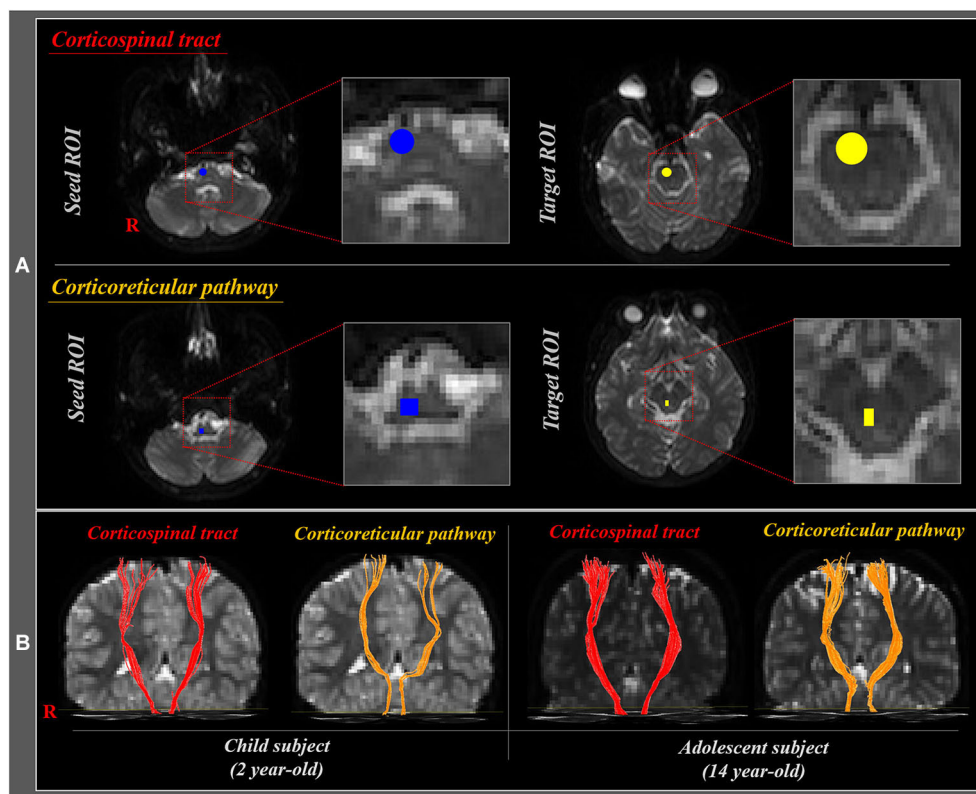 A
Corticospinal tract
Seed ROI
R
Target ROI
Corticoreticular pathway
Seed ROI
Target ROI
B
Corticospinal tract
Corticoreticular pathway
Corticospinal tract
Corticoreticular pathway
R
Child subject
(2 year-old)
Adolescent subject
(14 year-old)